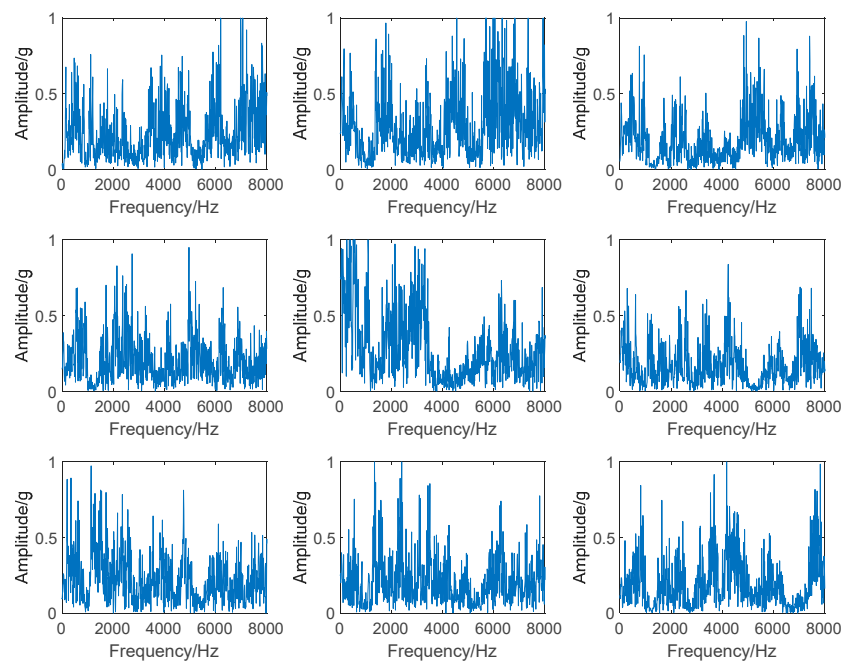 1 1 1
Amplitude/g 0.5 Amplitude/g 0.5 Amplitude/g 0.5
0 0 0
0 2000 4000 6000 8000 0 2000 4000 6000 8000 0 2000 4000 6000 8000
Frequency/Hz Frequency/Hz Frequency/Hz
1 1 1
Amplitude/g 0.5 Amplitude/g 0.5 Amplitude/g 0.5
0 0 0
0 2000 4000 6000 8000 0 2000 4000 6000 8000 0 2000 4000 6000 8000
Frequency/Hz Frequency/Hz Frequency/Hz
1 1 1
Amplitude/g 0.5 Amplitude/g 0.5 Amplitude/g 0.5
0 0 0
0 2000 4000 6000 8000 0 2000 4000 6000 8000 0 2000 4000 6000 8000
Frequency/Hz Frequency/Hz Frequency/Hz